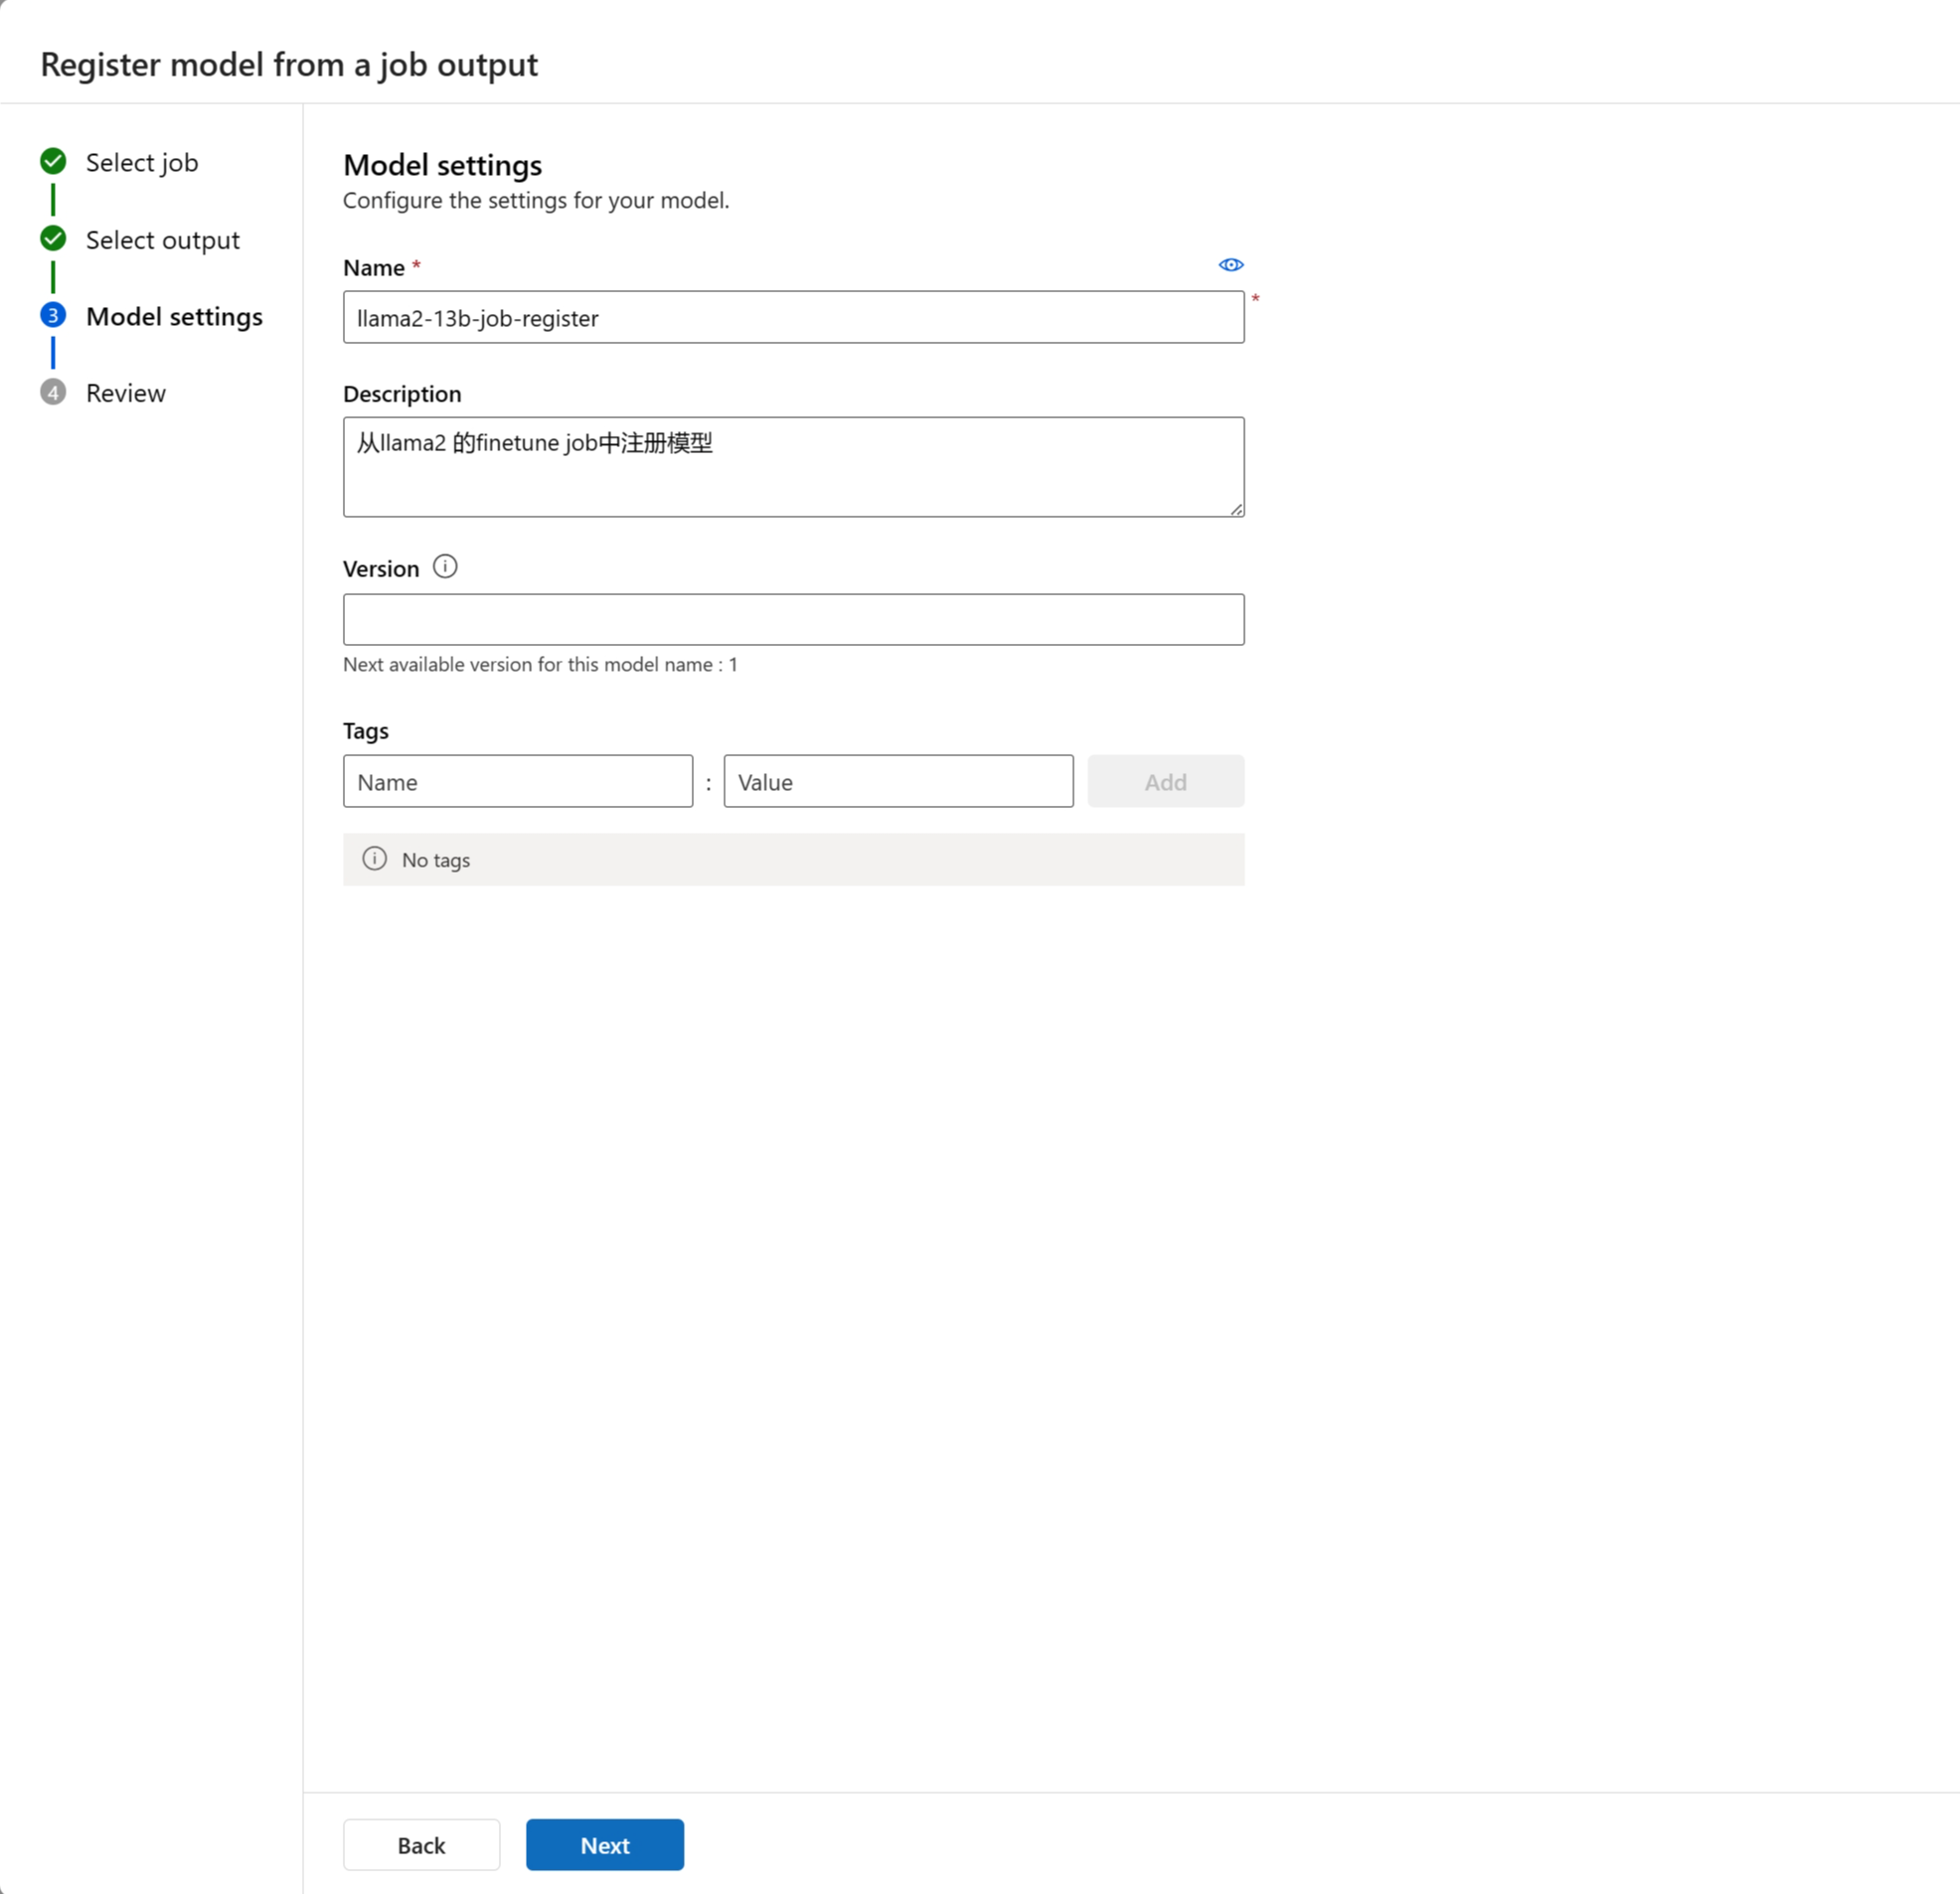 Register model from a job output
Select job
Select output
3 Model settings
4 Review
Model settings
Configure the settings for your model.
Name *
llama2-13b-job-register *
Description
从llama2 的finetune job中注册模型
Version
Next available version for this model name : 1
Tags
Name : Value Add
No tags
Back Next